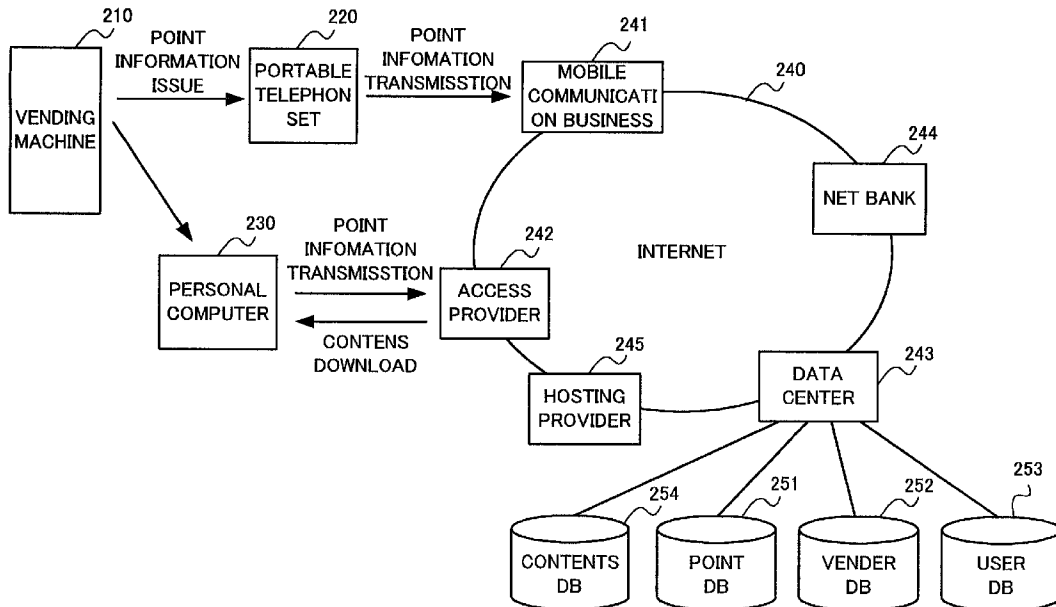 210
VENDING
MACHINE
POINT
INFORMATION
ISSUE
220
PORTABLE
TELEPHON
SET
POINT
INFOMATION
TRANSMISSTION
241
MOBILE
COMMUNICATI
ON BUSINESS
240
244
NET BANK
230
PERSONAL
COMPUTER
POINT
INFOMATION
TRANSMISSTION
CONTENS
DOWNLOAD
242
ACCESS
PROVIDER
INTERNET
245
HOSTING
PROVIDER
243
DATA
CENTER
254
CONTENTS
DB
251
POINT
DB
252
VENDER
DB
253
USER
DB